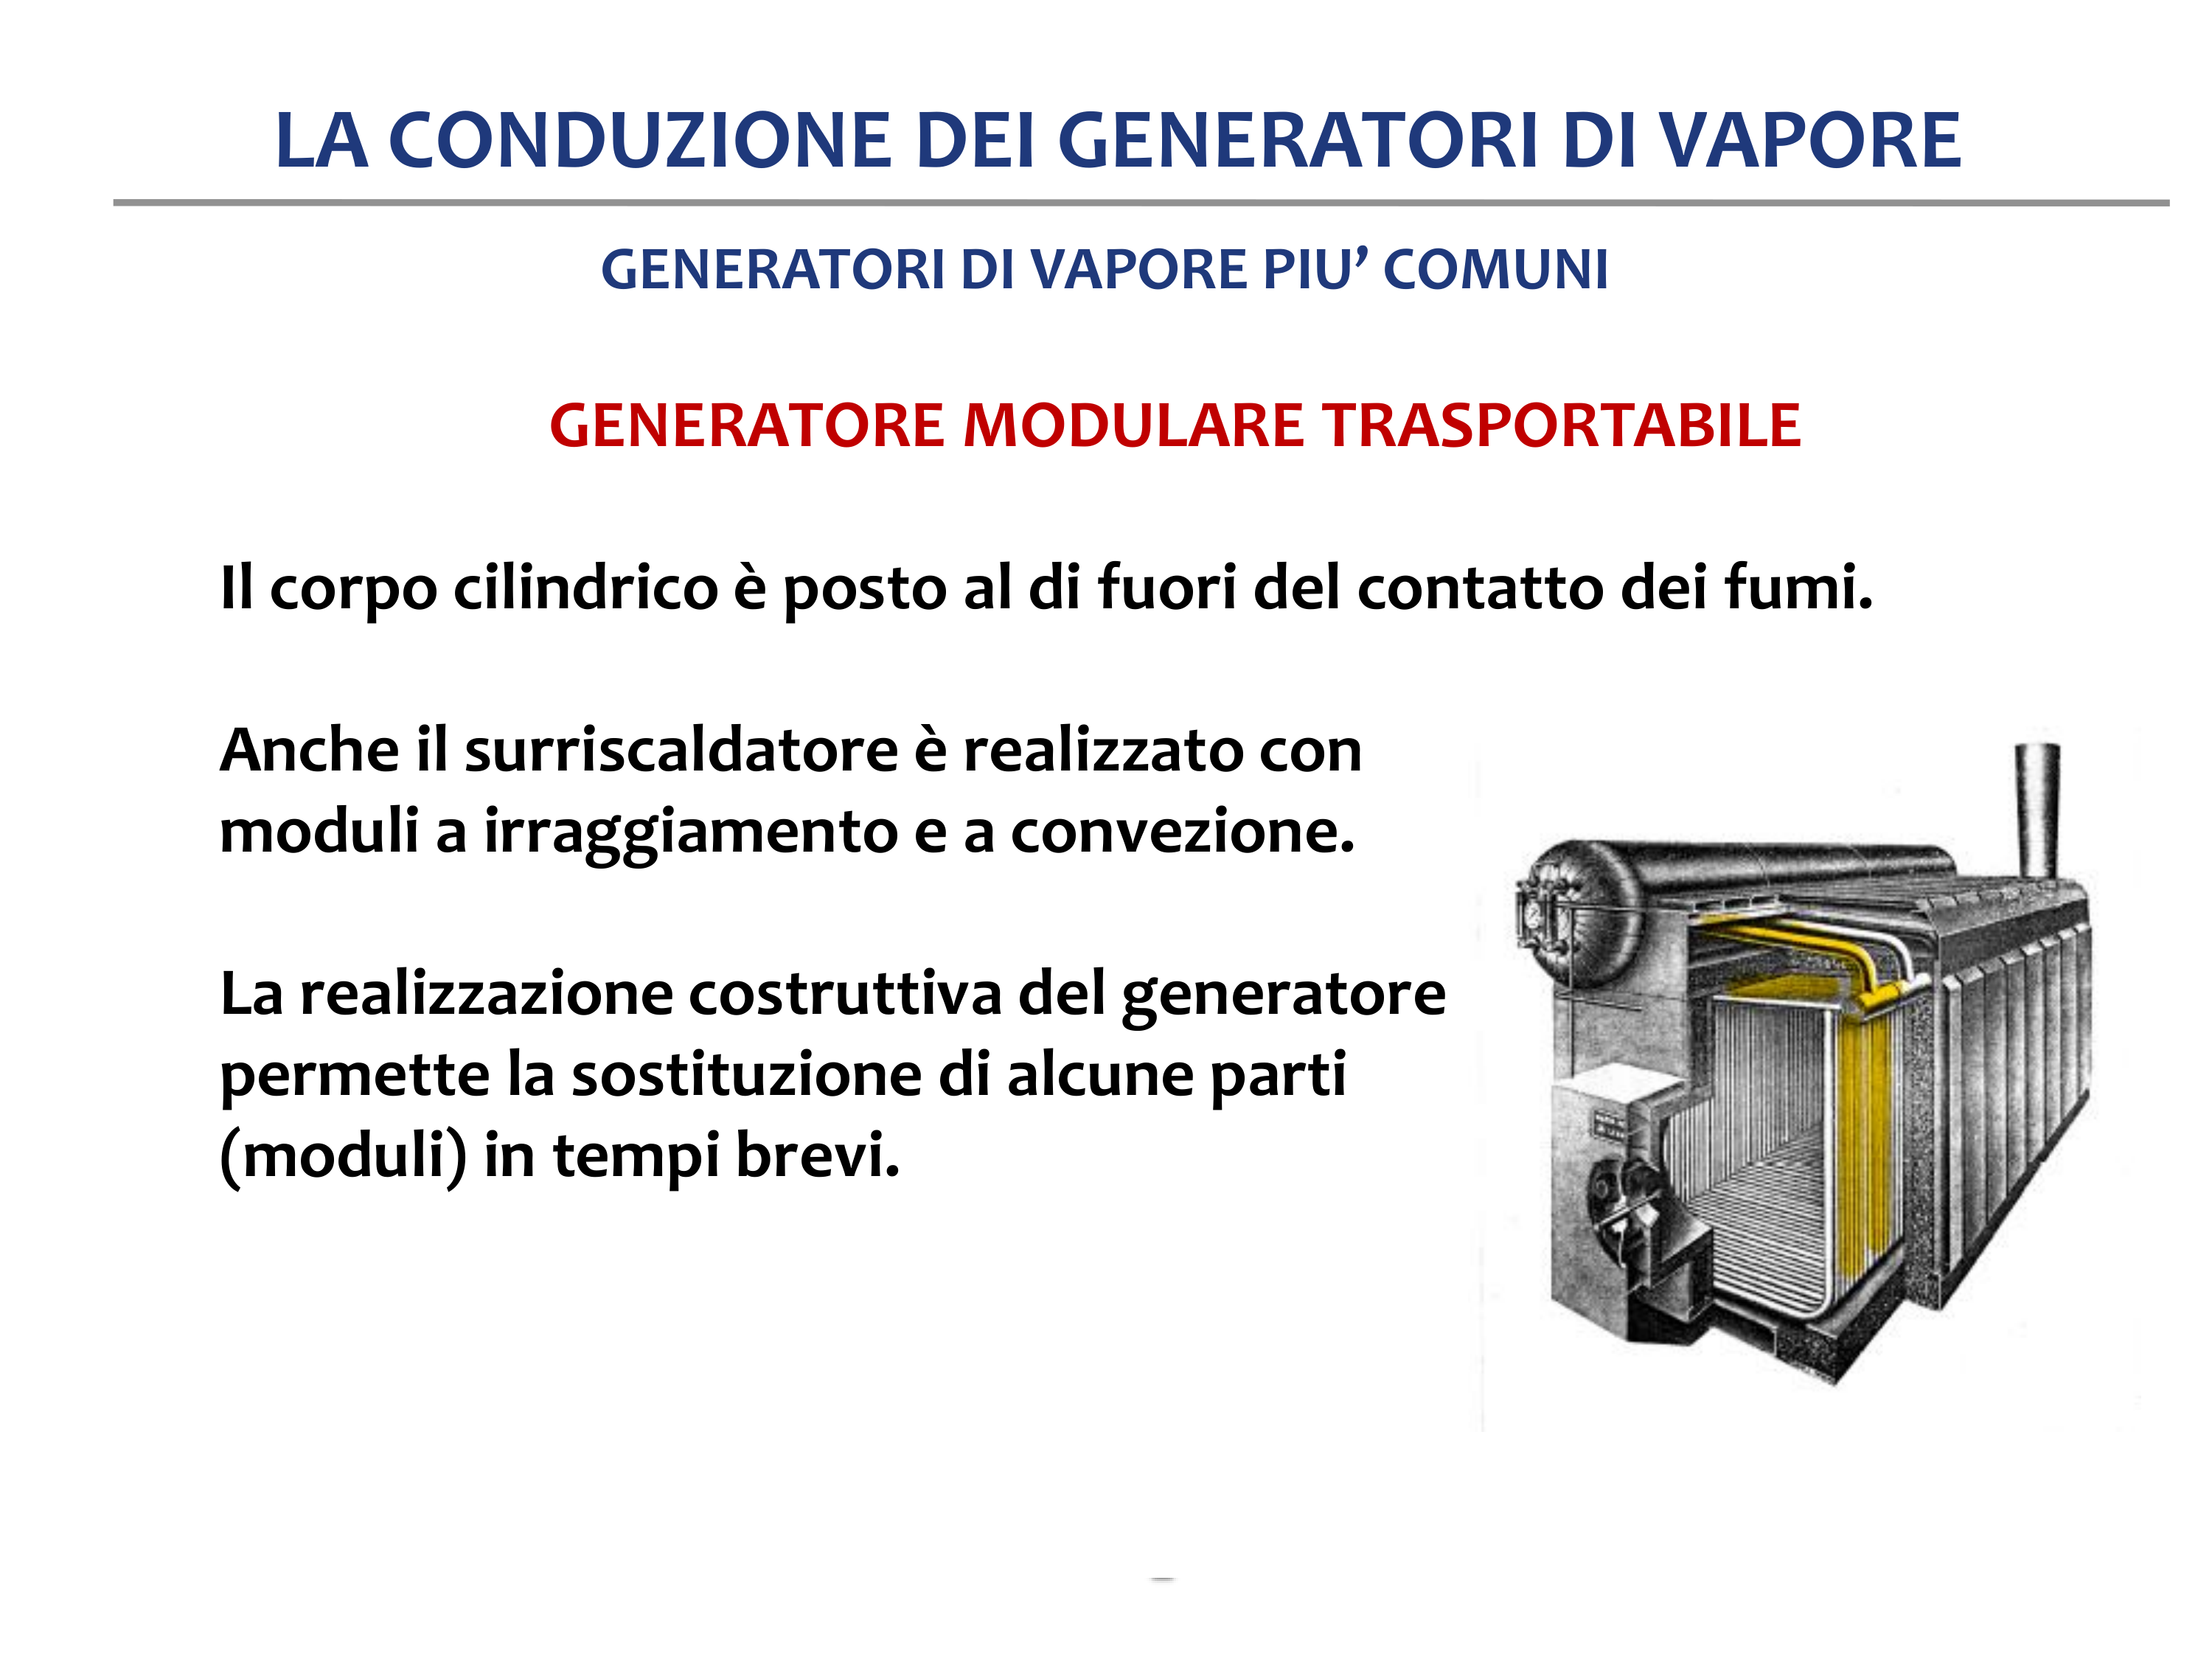 LA CONDUZIONE DEI GENERATORI DI VAPORE
GENERATORI DI VAPORE PIU’ COMUNI
GENERATORE MODULARE TRASPORTABILE
Il corpo cilindrico è posto al di fuori del contatto dei fumi.
Anche il surriscaldatore è realizzato con
moduli a irraggiamento e a convezione.
La realizzazione costruttiva del generatore
permette la sostituzione di alcune parti
(moduli) in tempi brevi.